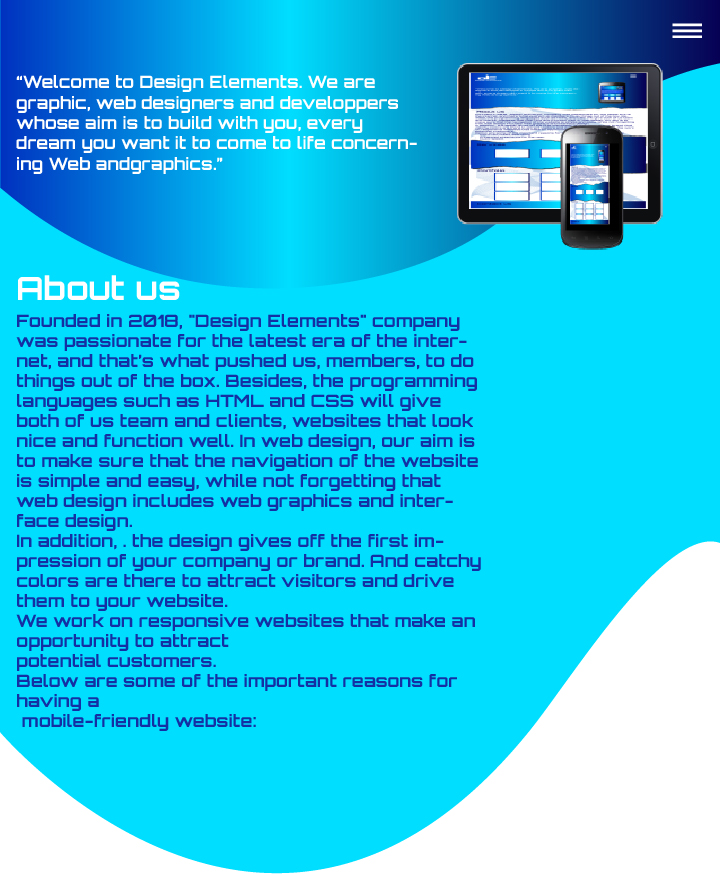 “Welcome to Design Elements. We are
graphic, web designers and developpers
whose aim is to build with you, every
dream you want it to come to life concern-
ing Web andgraphics.”
About us
Founded in 2018, "Design Elements" company
was passionate for the latest era of the inter-
net, and that's what pushed us, members, to do
things out of the box. Besides, the programming
languages such as HTML and CSS will give
both of us team and clients, websites that look
nice and function well. In web design, our aim is
to make sure that the navigation of the website
is simple and easy, while not forgetting that
web design includes web graphics and inter-
face design.
In addition, . the design gives off the first im-
pression of your company or brand. And catchy
colors are there to attract visitors and drive
them to your website.
We work on responsive websites that make an
opportunity to attract
potential customers.
Below are some of the important reasons for
having a
mobile-friendly website: